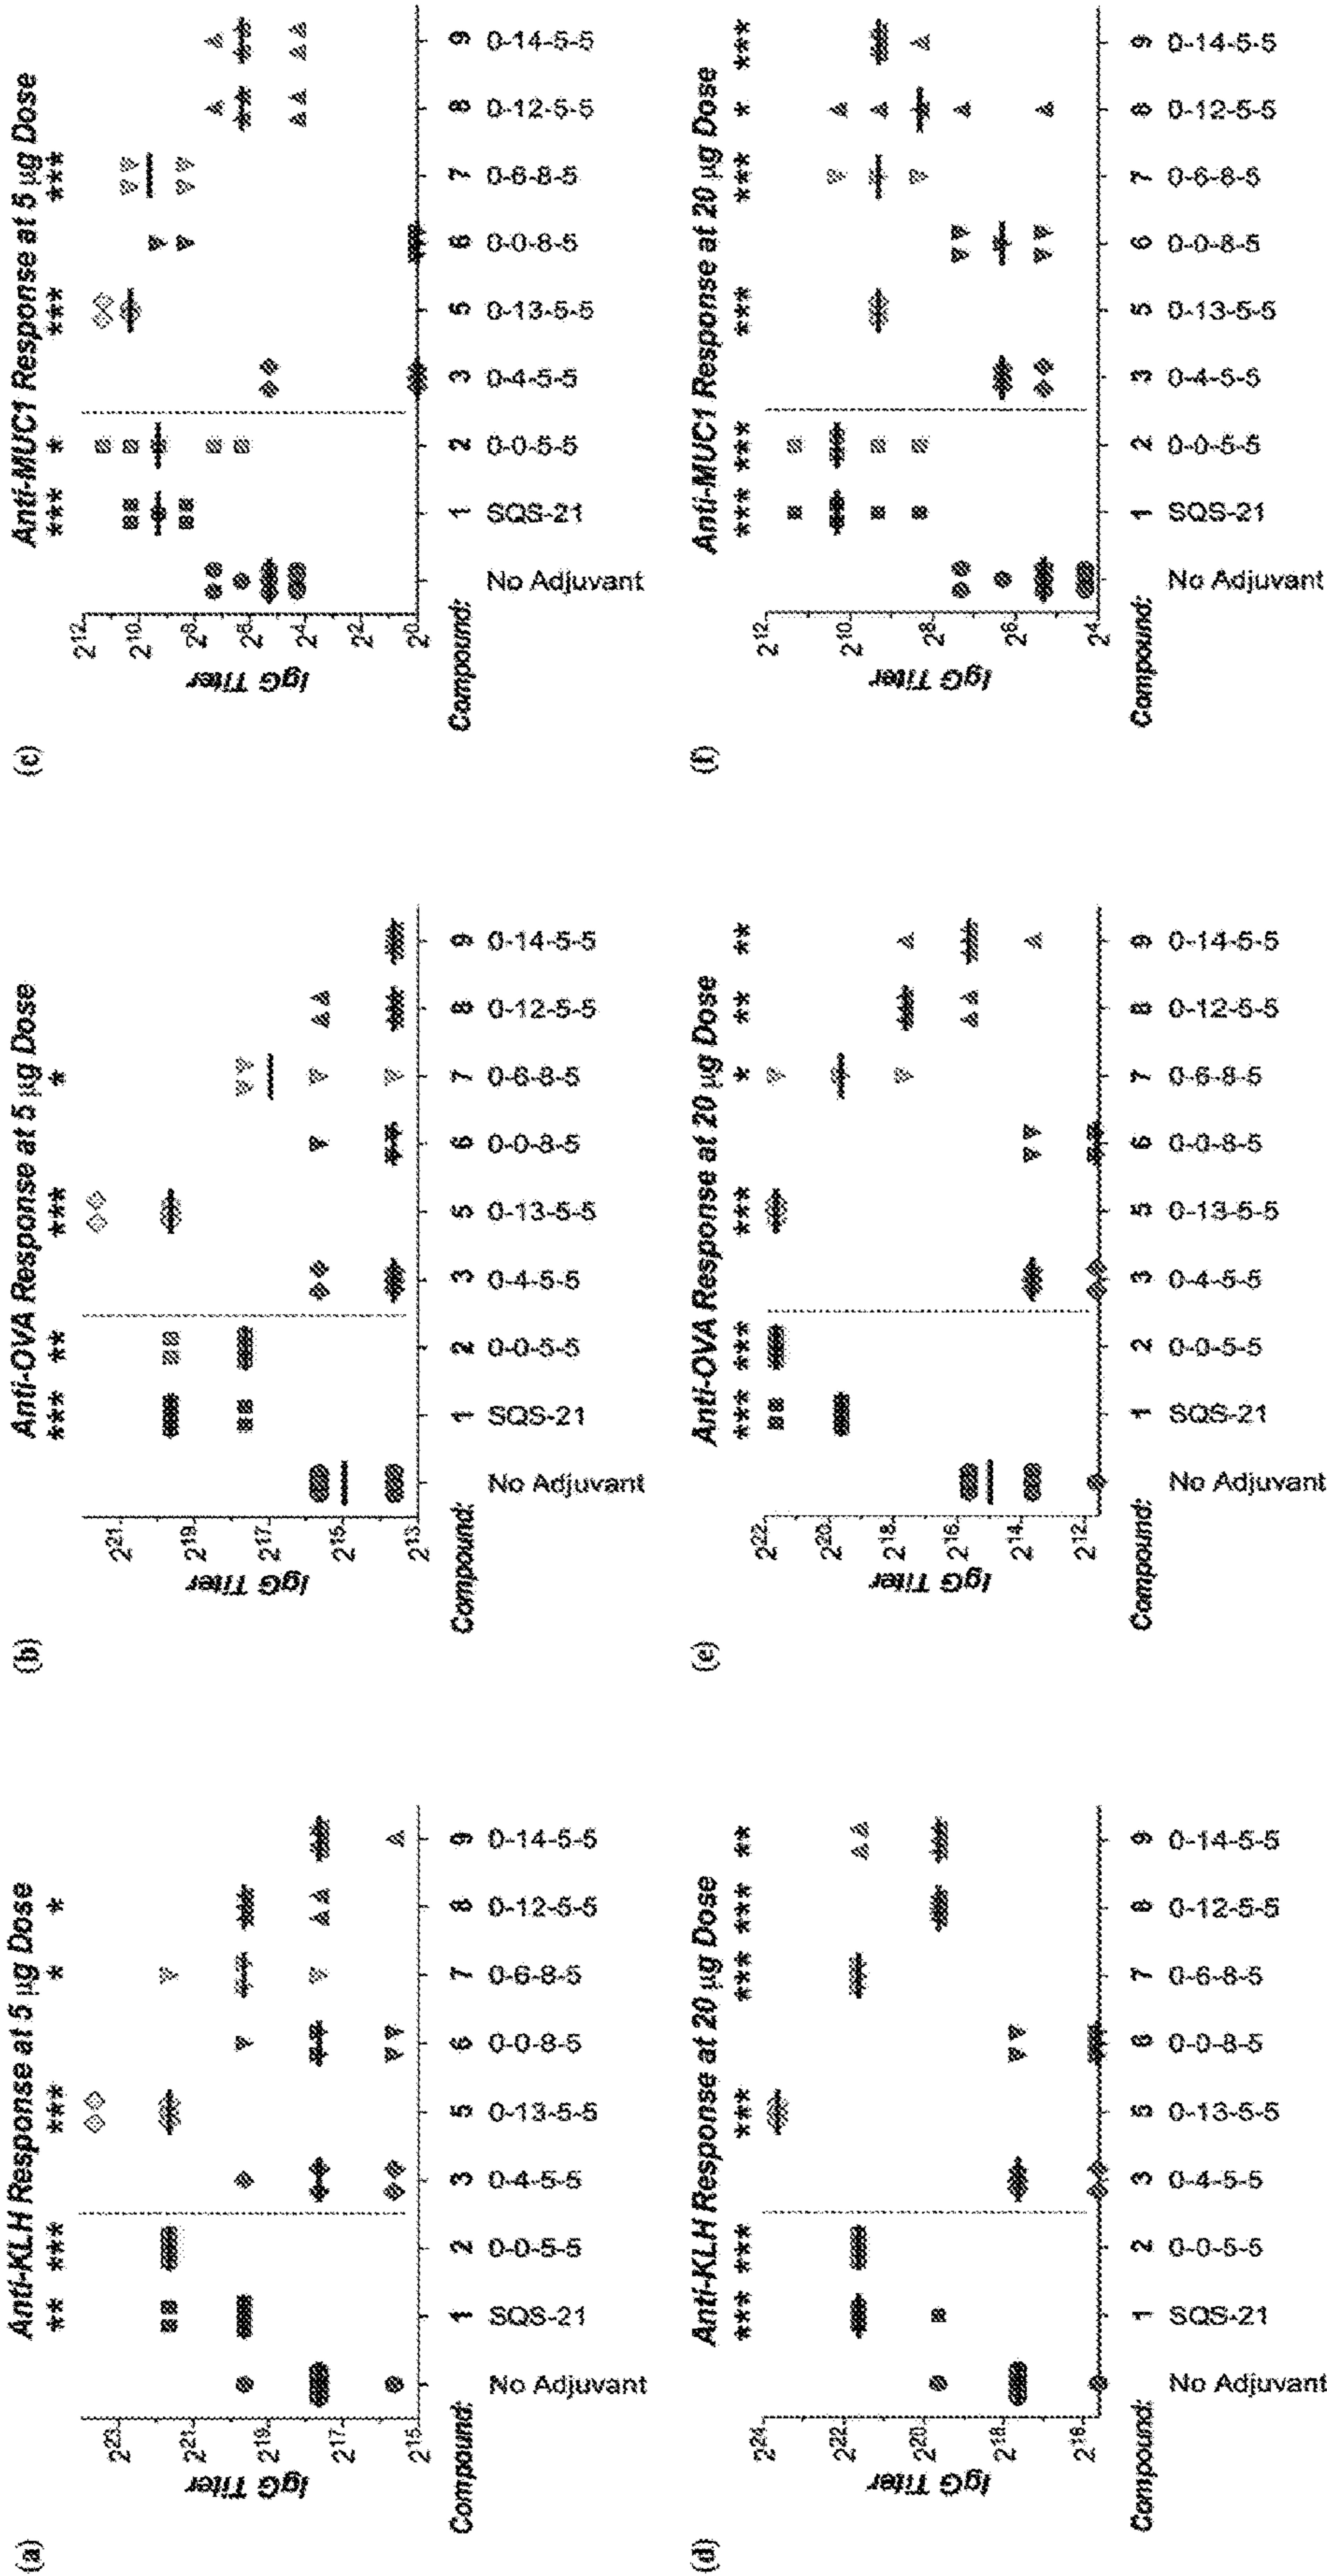 (a)
Anti-KLH Response at 5 µg Dose
** *** *** * *
IgG Titer
2^23
2^21
2^19
2^17
2^15
Compound: 1 2 3 5 6 7 8 9
No Adjuvant SQS-21 0-0-5-5 0-4-5-5 0-13-5-5 0-0-8-5 0-6-8-5 0-12-5-5 0-14-5-5
(b)
Anti-OVA Response at 5 µg Dose
*** ** *** *
IgG Titer
2^21
2^19
2^17
2^15
2^13
Compound: 1 2 3 5 6 7 8 9
No Adjuvant SQS-21 0-0-5-5 0-4-5-5 0-13-5-5 0-0-8-5 0-6-8-5 0-12-5-5 0-14-5-5
(c)
Anti-MUC1 Response at 5 µg Dose
*** * *** ***
IgG Titer
2^12
2^10
2^8
2^6
2^4
2^2
2^0
Compound: 1 2 3 5 6 7 8 9
No Adjuvant SQS-21 0-0-5-5 0-4-5-5 0-13-5-5 0-0-8-5 0-6-8-5 0-12-5-5 0-14-5-5
(d)
Anti-KLH Response at 20 µg Dose
*** *** *** *** *** **
IgG Titer
2^24
2^22
2^20
2^18
2^16
Compound: 1 2 3 5 6 7 8 9
No Adjuvant SQS-21 0-0-5-5 0-4-5-5 0-13-5-5 0-0-8-5 0-6-8-5 0-12-5-5 0-14-5-5
(e)
Anti-OVA Response at 20 µg Dose
*** *** *** * ** **
IgG Titer
2^22
2^20
2^18
2^16
2^14
2^12
Compound: 1 2 3 5 6 7 8 9
No Adjuvant SQS-21 0-0-5-5 0-4-5-5 0-13-5-5 0-0-8-5 0-6-8-5 0-12-5-5 0-14-5-5
(f)
Anti-MUC1 Response at 20 µg Dose
*** *** *** *** * ***
IgG Titer
2^12
2^10
2^8
2^6
2^4
Compound: 1 2 3 5 6 7 8 9
No Adjuvant SQS-21 0-0-5-5 0-4-5-5 0-13-5-5 0-0-8-5 0-6-8-5 0-12-5-5 0-14-5-5